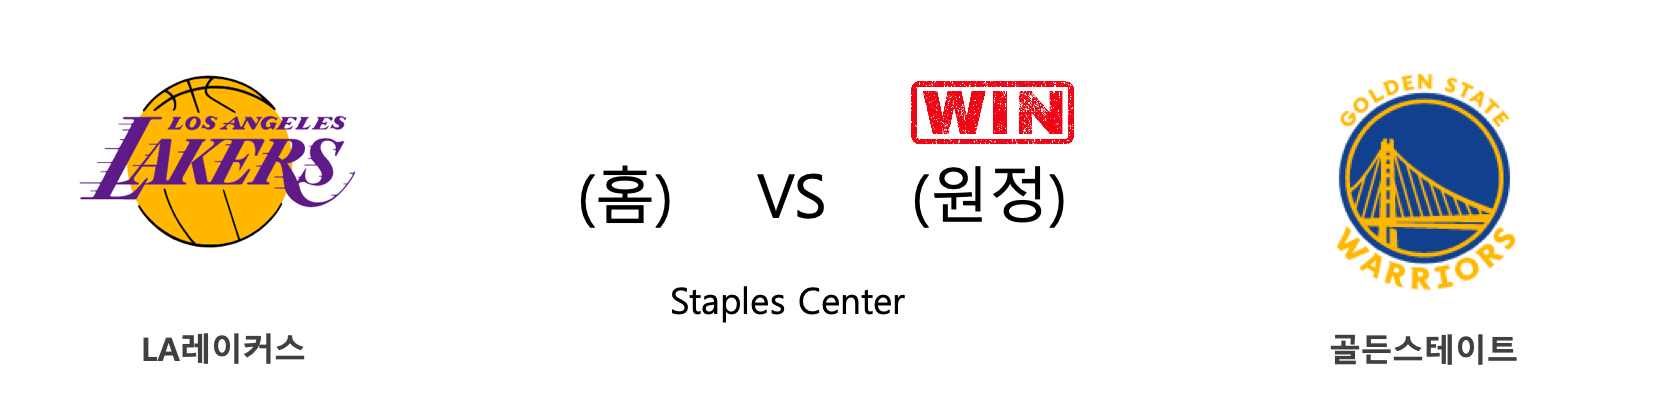 LOS ANGELES
LAKERS
LA레이커스
(홈) VS (원정)
WIN
Staples Center
GOLDEN STATE
WARRIORS
골든스테이트